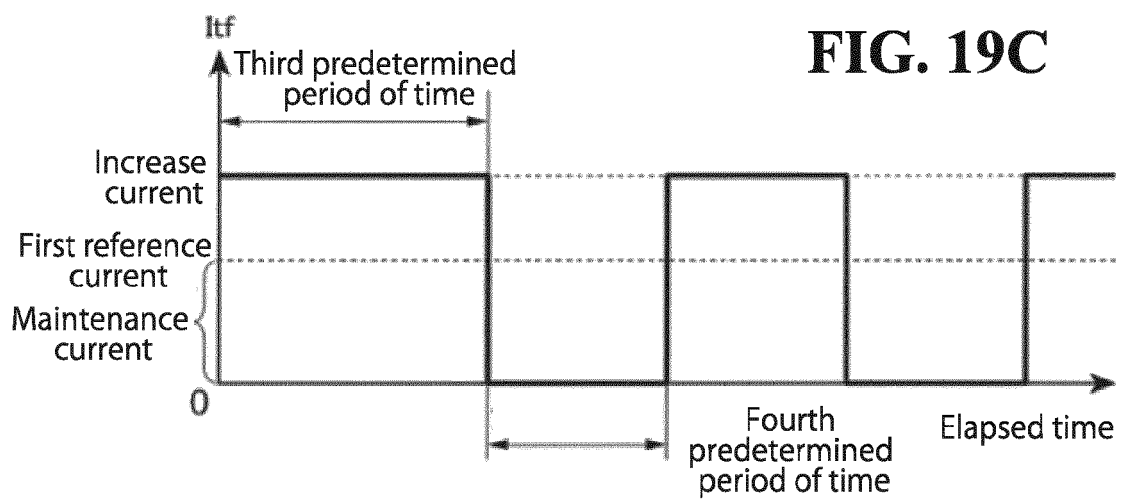 Itf
FIG. 19C
Third predetermined
period of time
Increase
current
First reference
current
Maintenance
current
0
Fourth
predetermined
period of time
Elapsed time